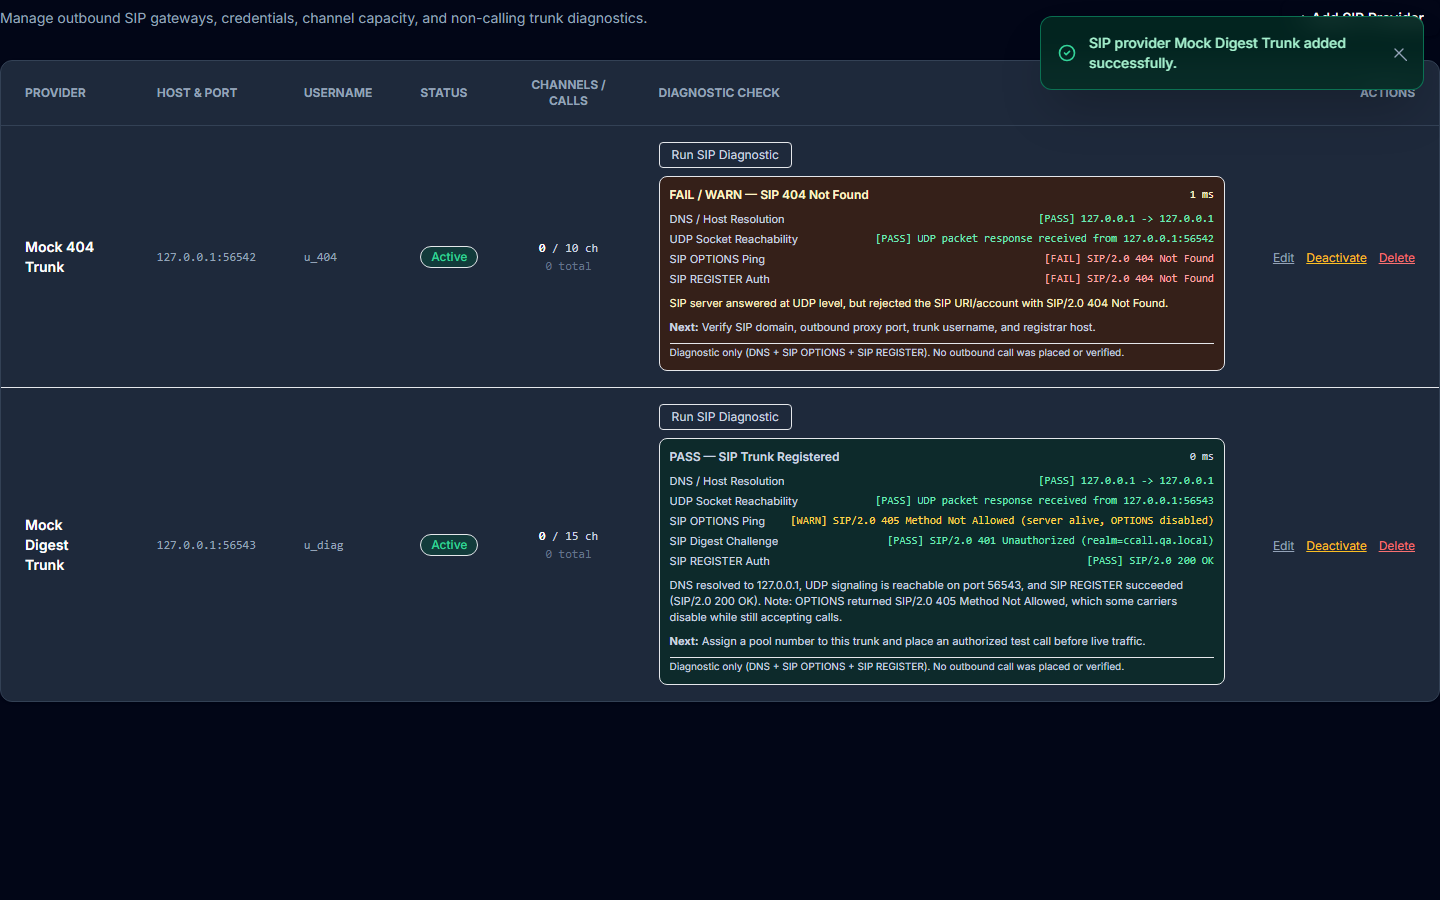 Manage outbound SIP gateways, credentials, channel capacity, and non-calling trunk diagnostics.
Add SIP Provider
SIP provider Mock Digest Trunk added
successfully.
PROVIDER
HOST & PORT
USERNAME
STATUS
CHANNELS /
CALLS
DIAGNOSTIC CHECK
ACTIONS
Mock 404
Trunk
127.0.0.1:56542
u_404
Active
0 / 10 ch
0 total
Run SIP Diagnostic
FAIL / WARN — SIP 404 Not Found 1 ms
DNS / Host Resolution [PASS] 127.0.0.1 -> 127.0.0.1
UDP Socket Reachability [PASS] UDP packet response received from 127.0.0.1:56542
SIP OPTIONS Ping [FAIL] SIP/2.0 404 Not Found
SIP REGISTER Auth [FAIL] SIP/2.0 404 Not Found
SIP server answered at UDP level, but rejected the SIP URI/account with SIP/2.0 404 Not Found.
Next: Verify SIP domain, outbound proxy port, trunk username, and registrar host.
Diagnostic only (DNS + SIP OPTIONS + SIP REGISTER). No outbound call was placed or verified.
Edit Deactivate Delete
Mock
Digest
Trunk
127.0.0.1:56543
u_diag
Active
0 / 15 ch
0 total
Run SIP Diagnostic
PASS — SIP Trunk Registered 0 ms
DNS / Host Resolution [PASS] 127.0.0.1 -> 127.0.0.1
UDP Socket Reachability [PASS] UDP packet response received from 127.0.0.1:56543
SIP OPTIONS Ping [WARN] SIP/2.0 405 Method Not Allowed (server alive, OPTIONS disabled)
SIP Digest Challenge [PASS] SIP/2.0 401 Unauthorized (realm=ccall.qa.local)
SIP REGISTER Auth [PASS] SIP/2.0 200 OK
DNS resolved to 127.0.0.1, UDP signaling is reachable on port 56543, and SIP REGISTER succeeded
(SIP/2.0 200 OK). Note: OPTIONS returned SIP/2.0 405 Method Not Allowed, which some carriers
disable while still accepting calls.
Next: Assign a pool number to this trunk and place an authorized test call before live traffic.
Diagnostic only (DNS + SIP OPTIONS + SIP REGISTER). No outbound call was placed or verified.
Edit Deactivate Delete